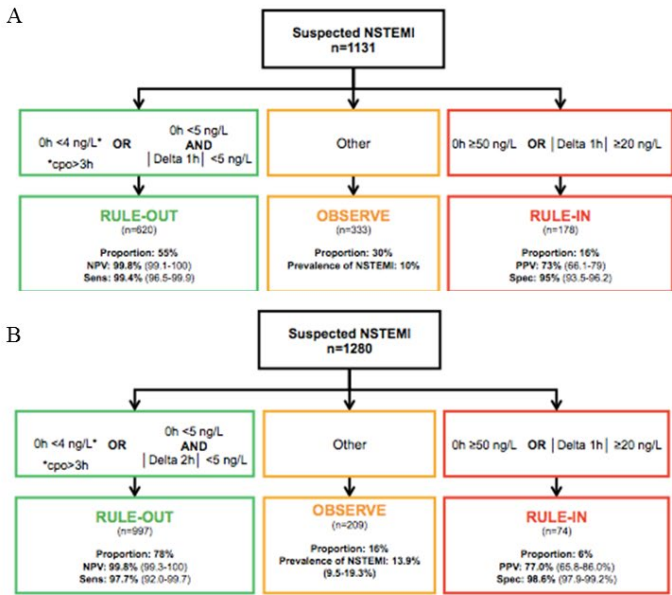 A
Suspected NSTEMI
n=1131
0h <4 ng/L* OR
*cpo>3h
0h <5 ng/L
AND
|Delta 1h| <5 ng/L
Other
0h ≥50 ng/L OR |Delta 1h| ≥20 ng/L
RULE-OUT
(n=620)
Proportion: 55%
NPV: 99.8% (99.1-100)
Sens: 99.4% (96.5-99.9)
OBSERVE
(n=333)
Proportion: 30%
Prevalence of NSTEMI: 10%
RULE-IN
(n=178)
Proportion: 16%
PPV: 73% (66.1-79)
Spec: 95% (93.5-96.2)
B
Suspected NSTEMI
n=1280
0h <4 ng/L* OR
*cpo>3h
0h <5 ng/L
AND
|Delta 2h| <5 ng/L
Other
0h ≥50 ng/L OR |Delta 1h| ≥20 ng/L
RULE-OUT
(n=997)
Proportion: 78%
NPV: 99.8% (99.3-100)
Sens: 97.7% (92.0-99.7)
OBSERVE
(n=209)
Proportion: 16%
Prevalence of NSTEMI: 13.9%
(9.5-19.3%)
RULE-IN
(n=74)
Proportion: 6%
PPV: 77.0% (65.8-86.0%)
Spec: 98.6% (97.9-99.2%)